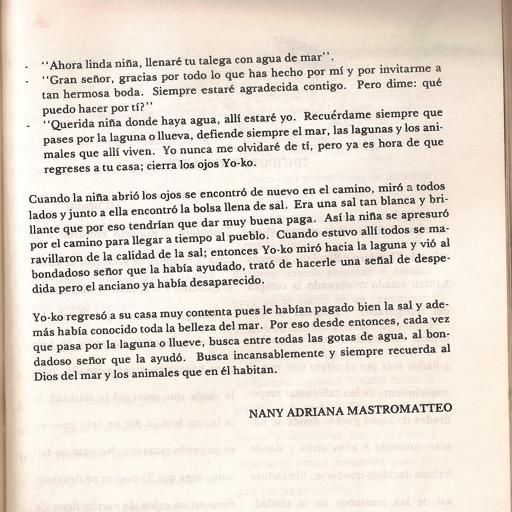 - ''Ahora linda niña, llenaré tu talega con agua de mar''.
- ''Gran señor, gracias por todo lo que has hecho por mí y por invitarme a
tan hermosa boda. Siempre estaré agradecida contigo. Pero dime: qué
puedo hacer por tí?''
- ''Querida niña donde haya agua, allí estaré yo. Recuérdame siempre que
pases por la laguna o llueva, defiende siempre el mar, las lagunas y los ani-
males que allí viven. Yo nunca me olvidaré de tí, pero ya es hora de que
regreses a tu casa; cierra los ojos Yo-ko.
Cuando la niña abrió los ojos se encontró de nuevo en el camino, miró a todos
lados y junto a ella encontró la bolsa llena de sal. Era una sal tan blanca y bri-
llante que por eso tendrían que dar muy buena paga. Así la niña se apresuró
por el camino para llegar a tiempo al pueblo. Cuando estuvo allí todos se ma-
ravillaron de la calidad de la sal; entonces Yo-ko miró hacia la laguna y vió al
bondadoso señor que la había ayudado, trató de hacerle una señal de despe-
dida pero el anciano ya había desaparecido.
Yo-ko regresó a su casa muy contenta pues le habían pagado bien la sal y ade-
más había conocido toda la belleza del mar. Por eso desde entonces, cada vez
que pasa por la laguna o llueve, busca entre todas las gotas de agua, al bon-
dadoso señor que la ayudó. Busca incansablemente y siempre recuerda al
Dios del mar y los animales que en él habitan.
NANY ADRIANA MASTROMATTEO